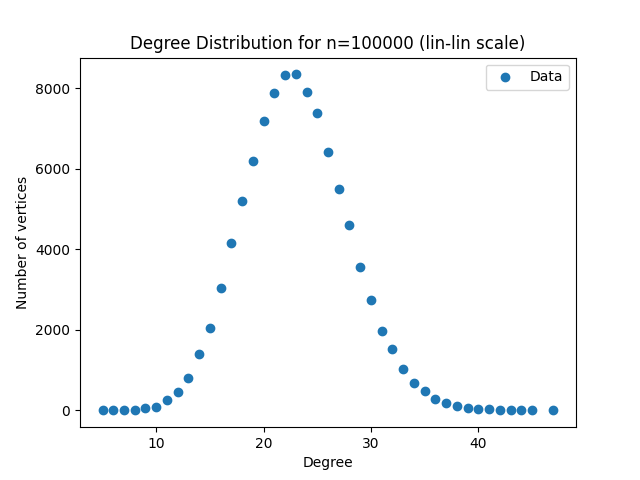 Degree Distribution for n=100000 (lin-lin scale)
Data
8000
6000
4000
2000
0
Number of vertices
10 20 30 40
Degree